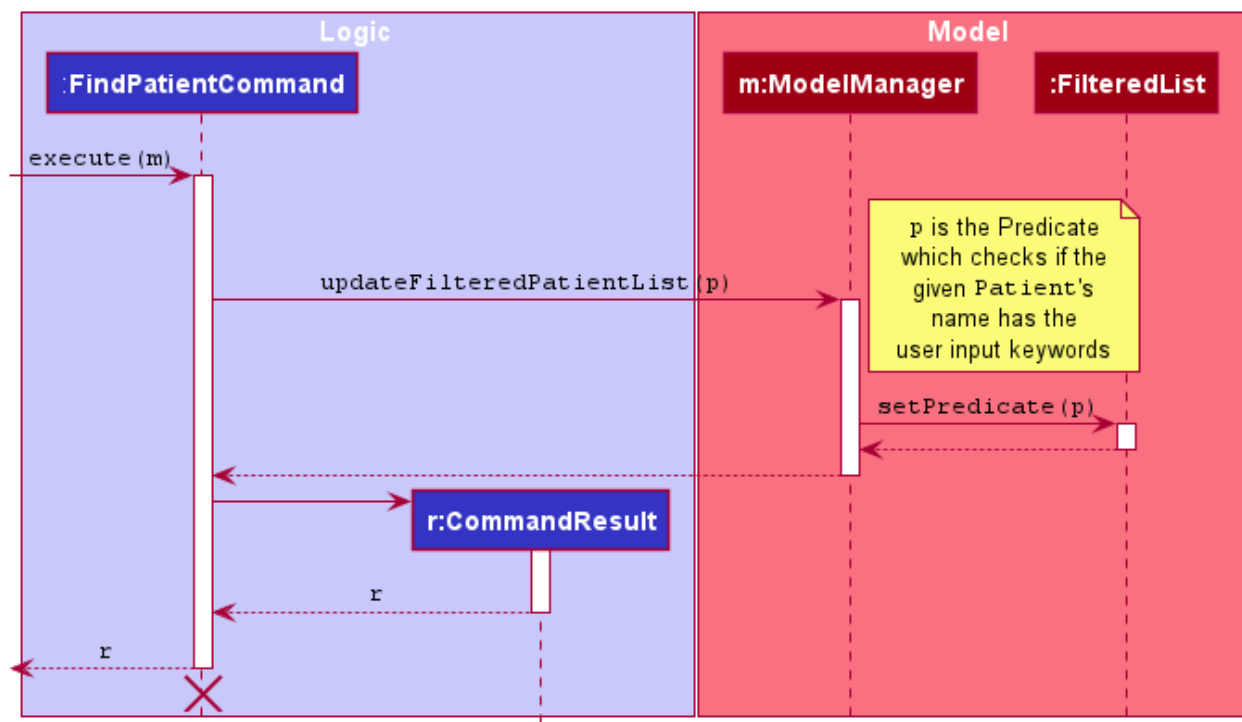 Logic
Model
:FindPatientCommand
m:ModelManager
:FilteredList
execute(m)
p is the Predicate
which checks if the
given Patient's
name has the
user input keywords
updateFilteredPatientList(p)
setPredicate(p)
r:CommandResult
r
r